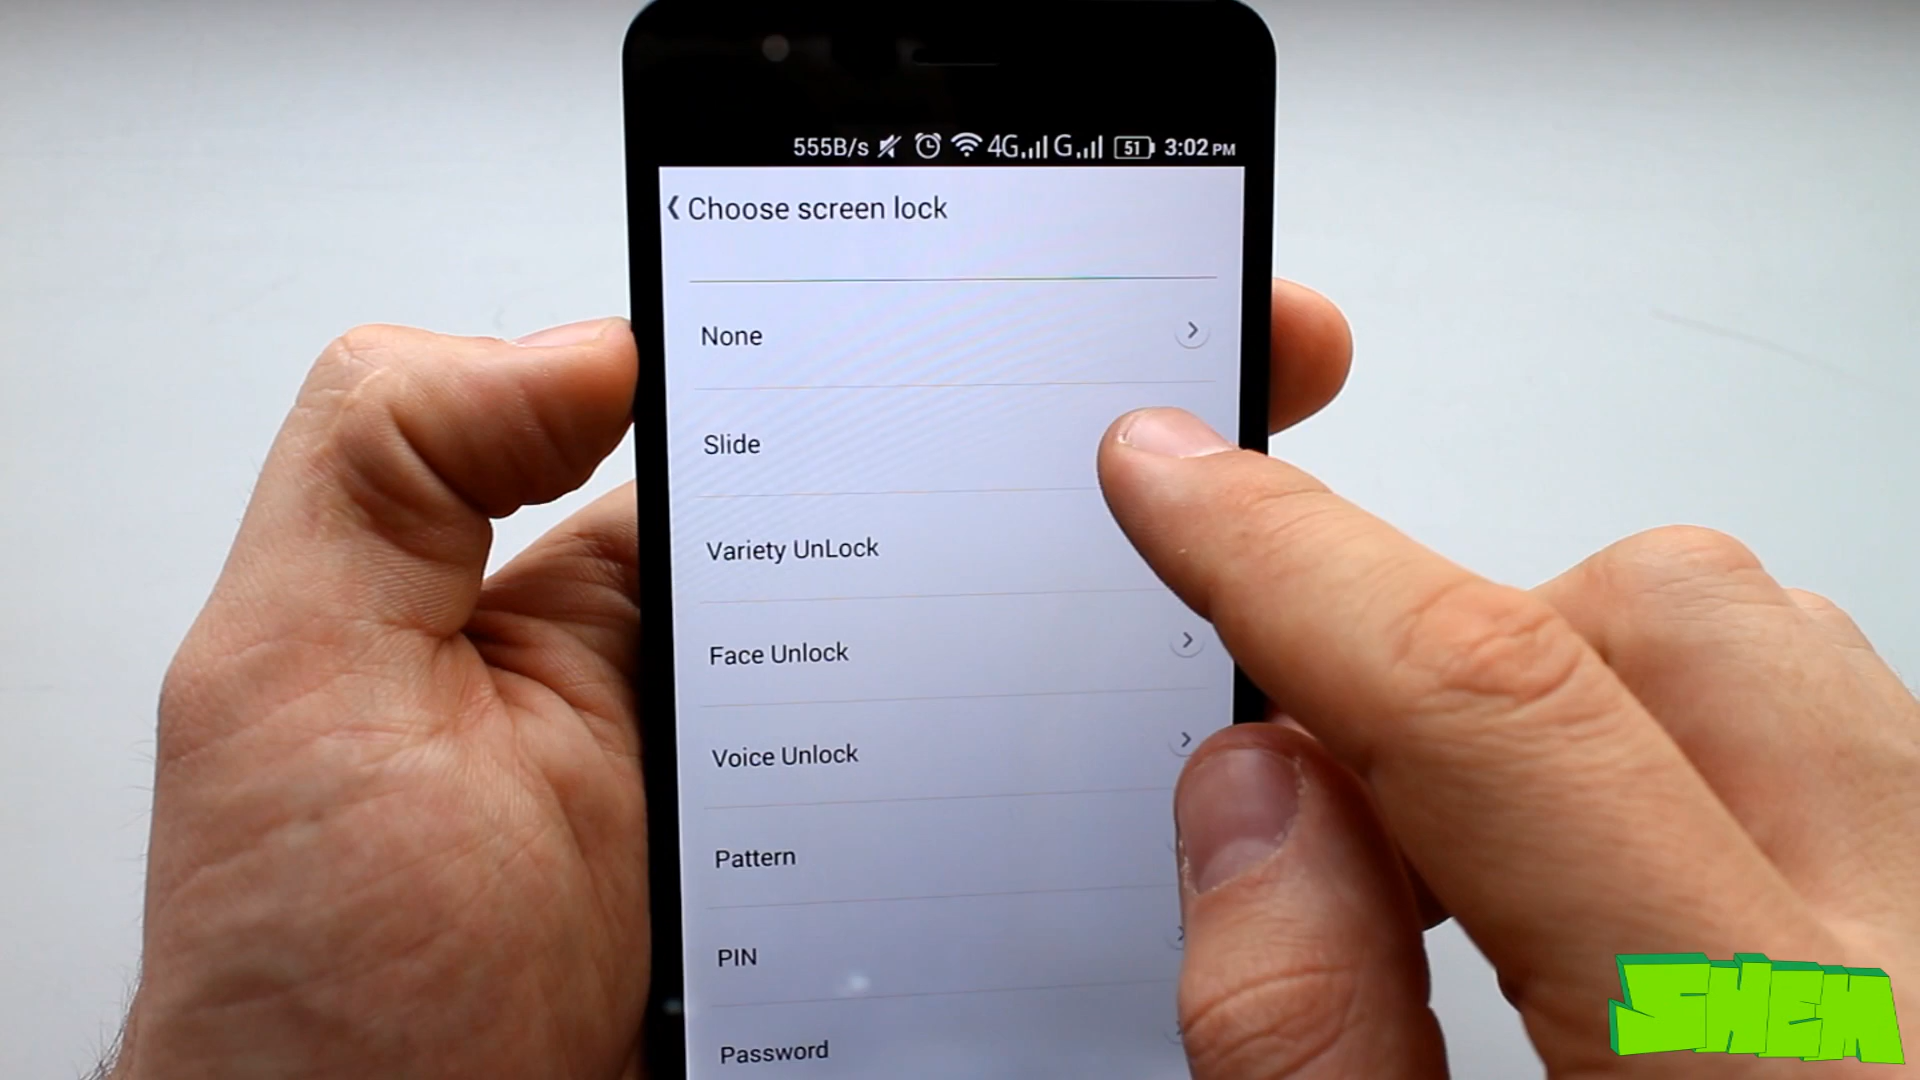 555B/s 4G G 51 3:02 PM
Choose screen lock
None
Slide
Variety UnLock
Face Unlock
Voice Unlock
Pattern
PIN
Password
SHEM